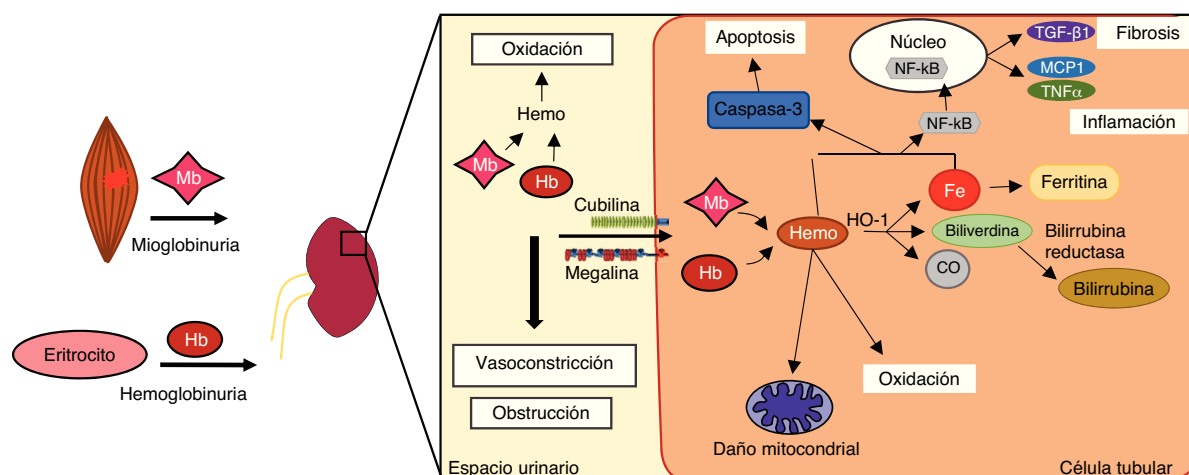 Mb
Mioglobinuria
Eritrocito
Hb
Hemoglobinuria
Oxidación
Hemo
Mb
Hb
Cubilina
Megalina
Vasoconstricción
Obstrucción
Espacio urinario
Apoptosis
Caspasa-3
Núcleo
NF-kB
NF-kB
TGF-β1
Fibrosis
MCP1
TNFα
Inflamación
Mb
Hb
Hemo
HO-1
Fe
Ferritina
Biliverdina
CO
Bilirrubina
reductasa
Bilirrubina
Oxidación
Daño mitocondrial
Célula tubular